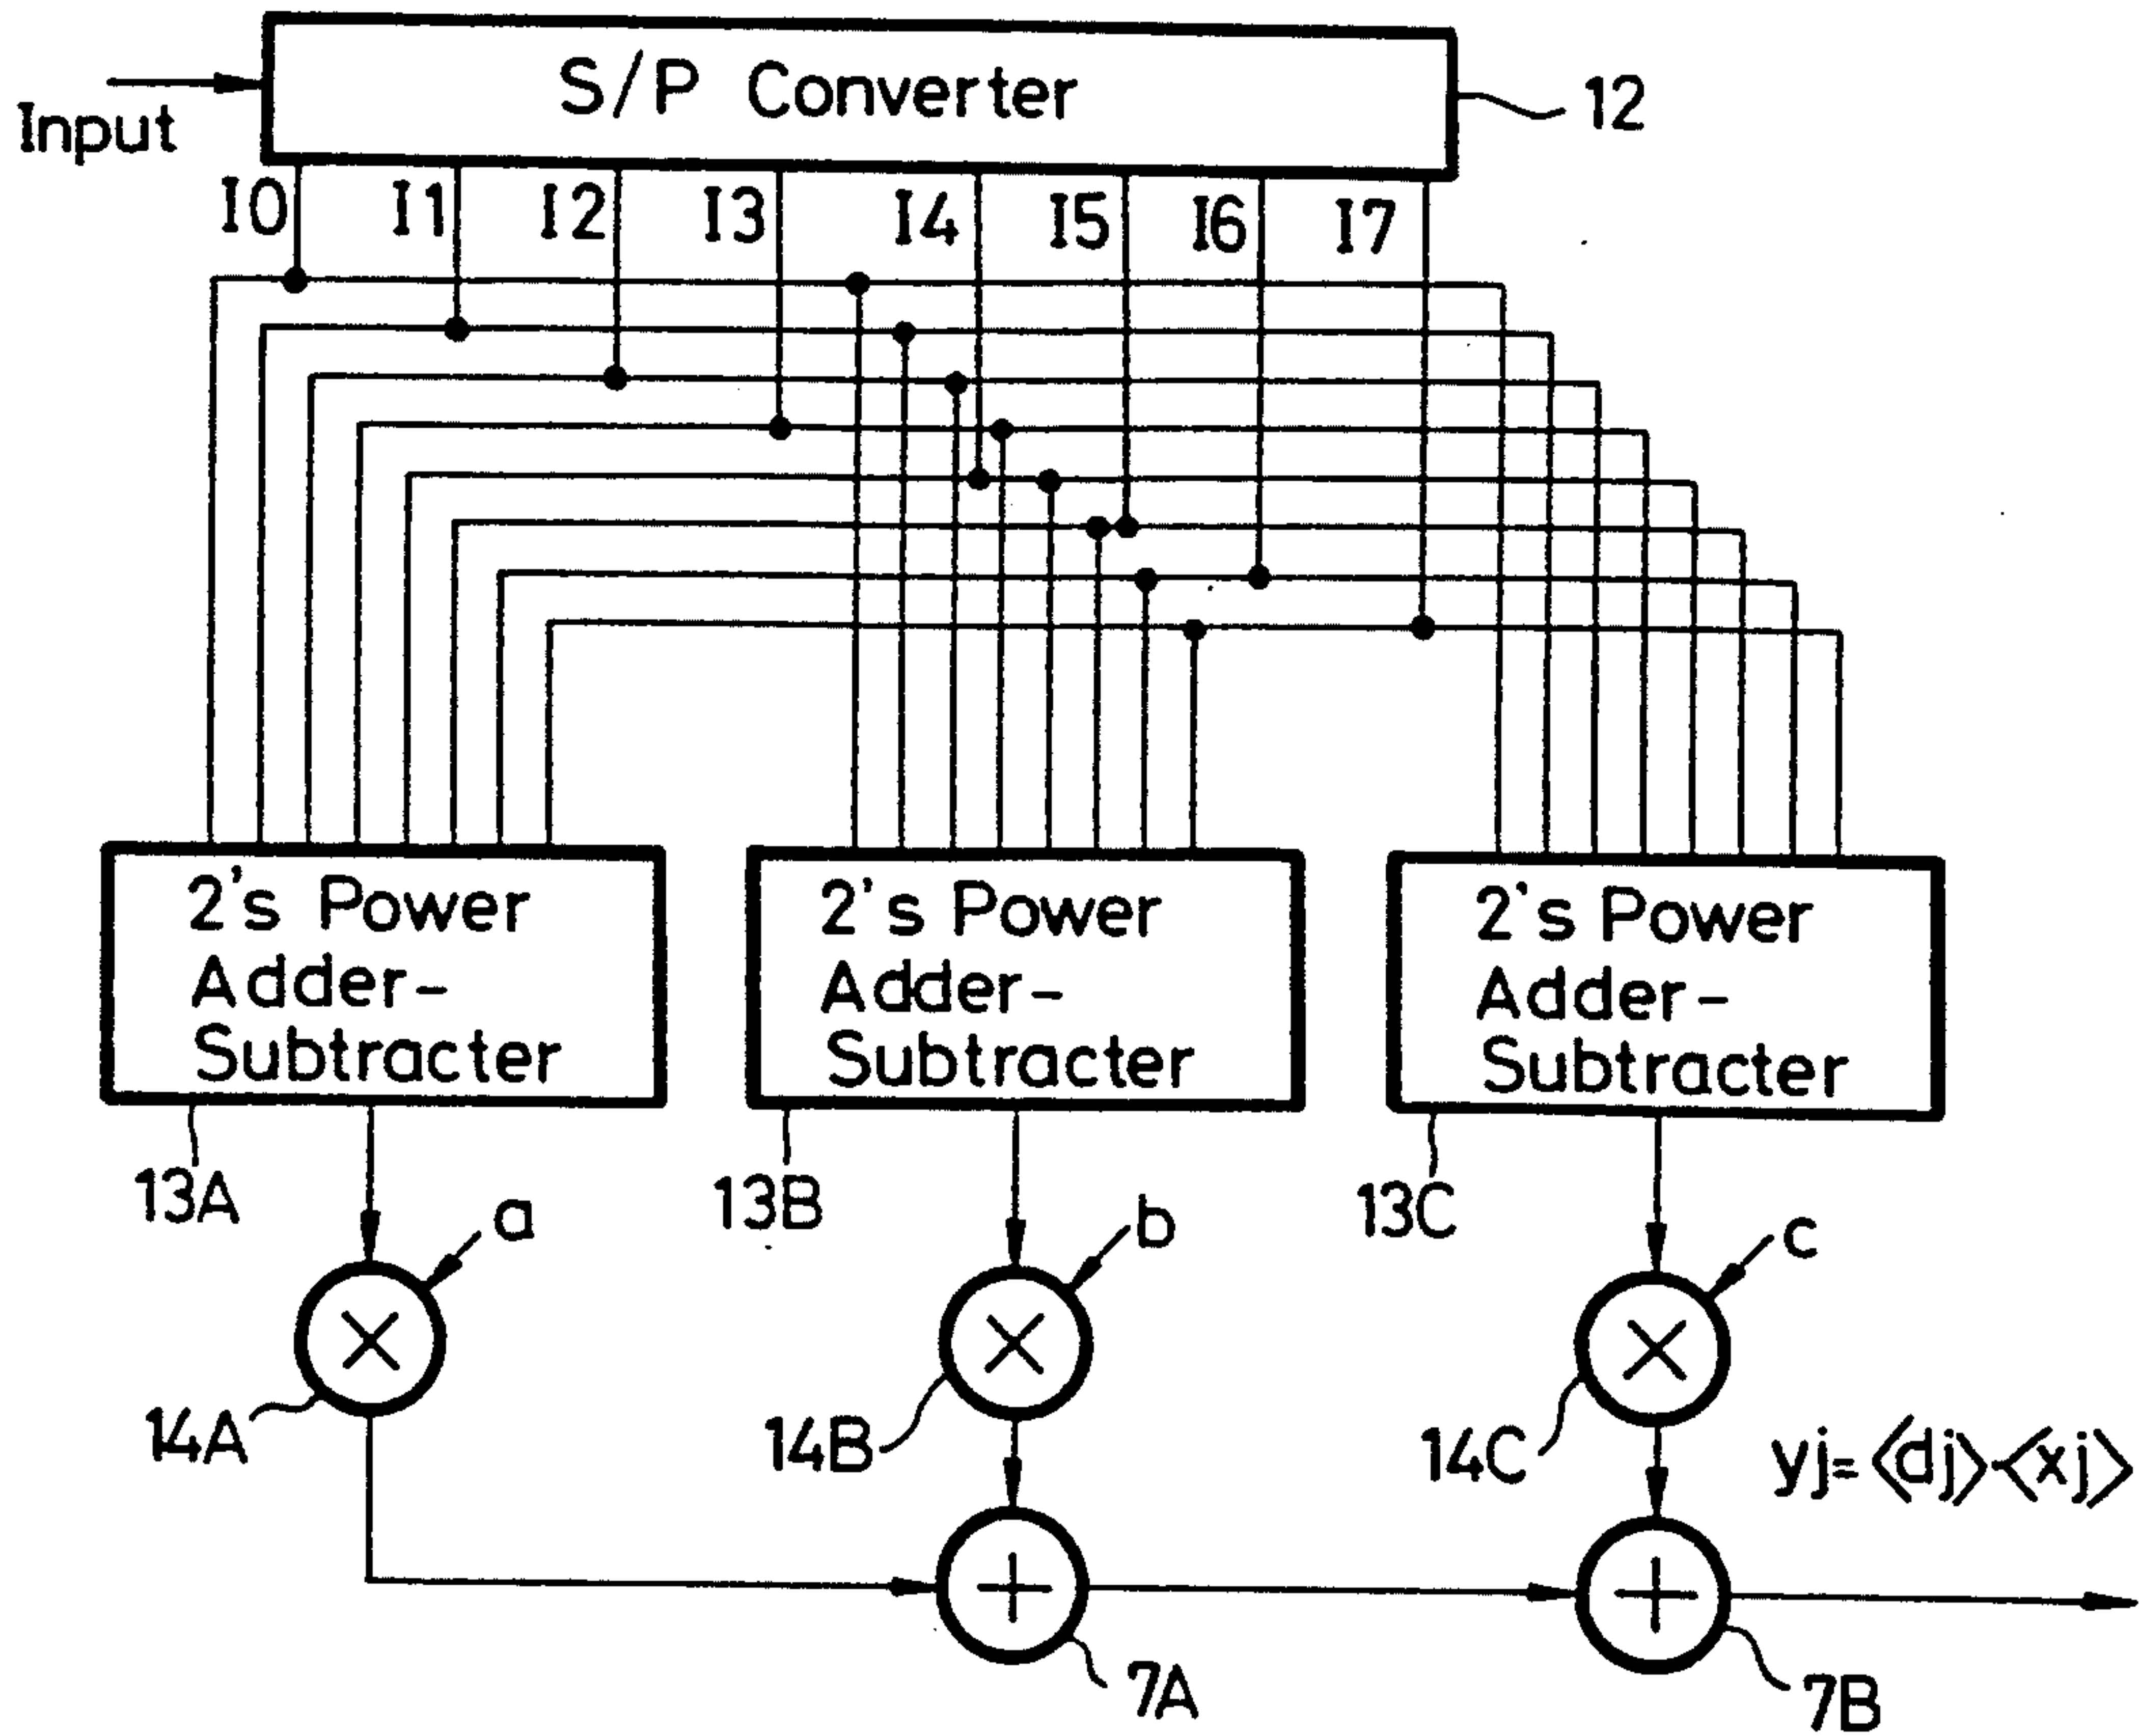 S/P Converter
12
Input
I0 I1 I2 I3 I4 I5 I6 I7
2's Power
Adder-
Subtracter
2's Power
Adder-
Subtracter
2's Power
Adder-
Subtracter
13A
a
13B
b
13C
c
×
×
×
14A
14B
14C
yj=〈dj〉·〈xj〉
+
+
7A
7B